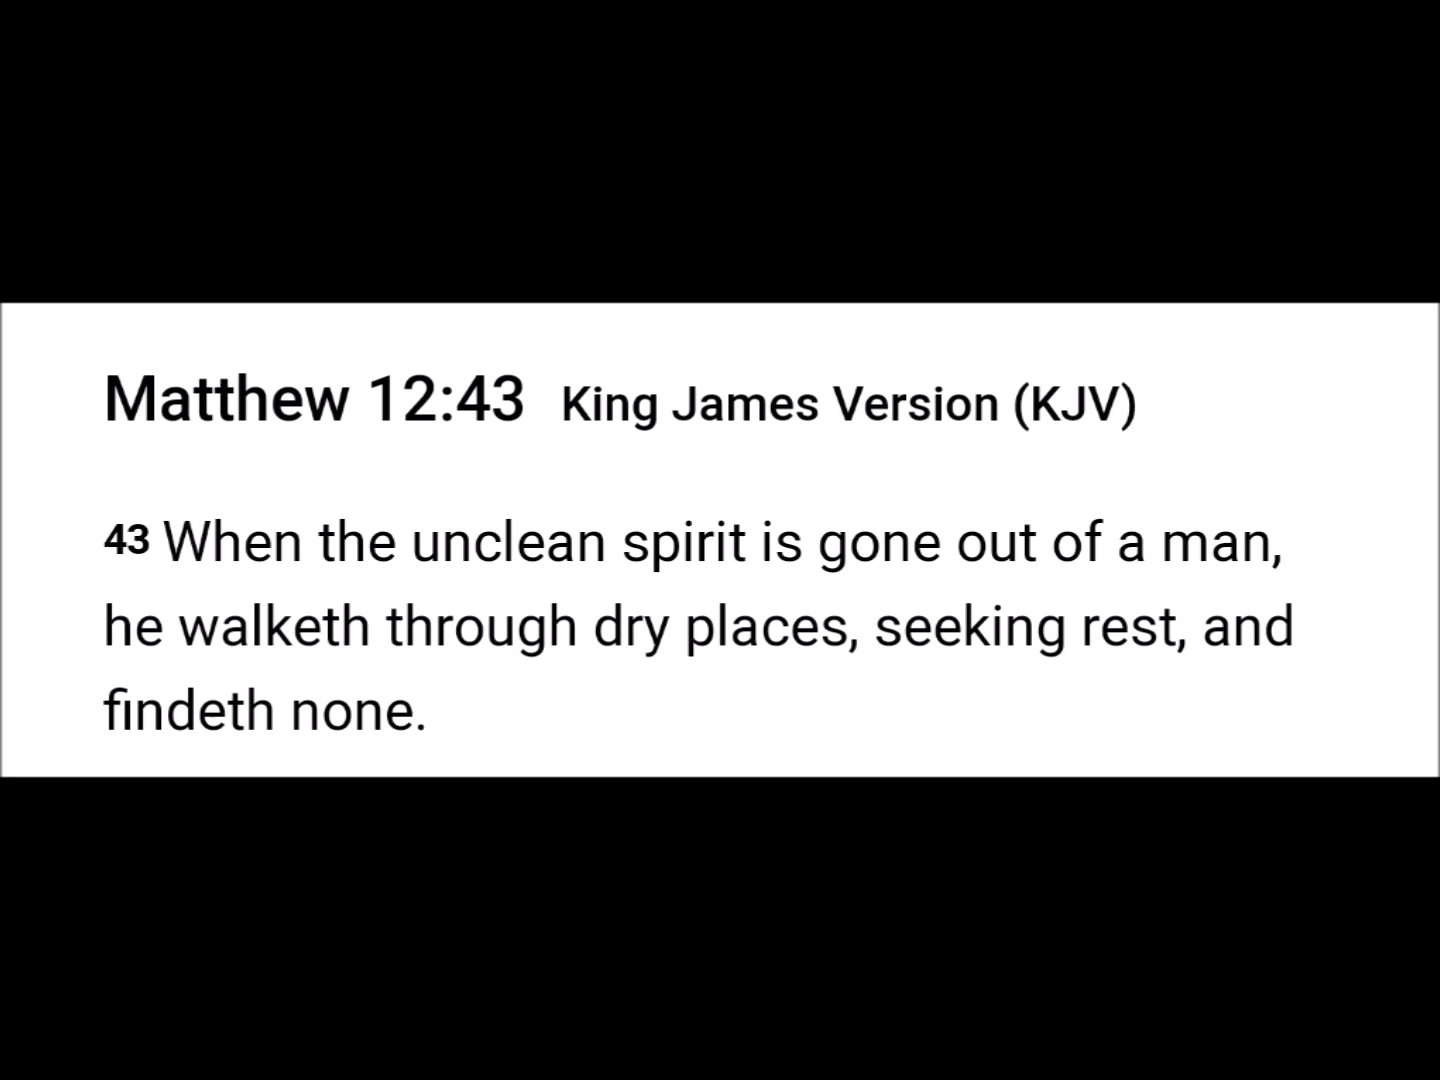 Matthew 12:43 King James Version (KJV)
43 When the unclean spirit is gone out of a man,
he walketh through dry places, seeking rest, and
findeth none.